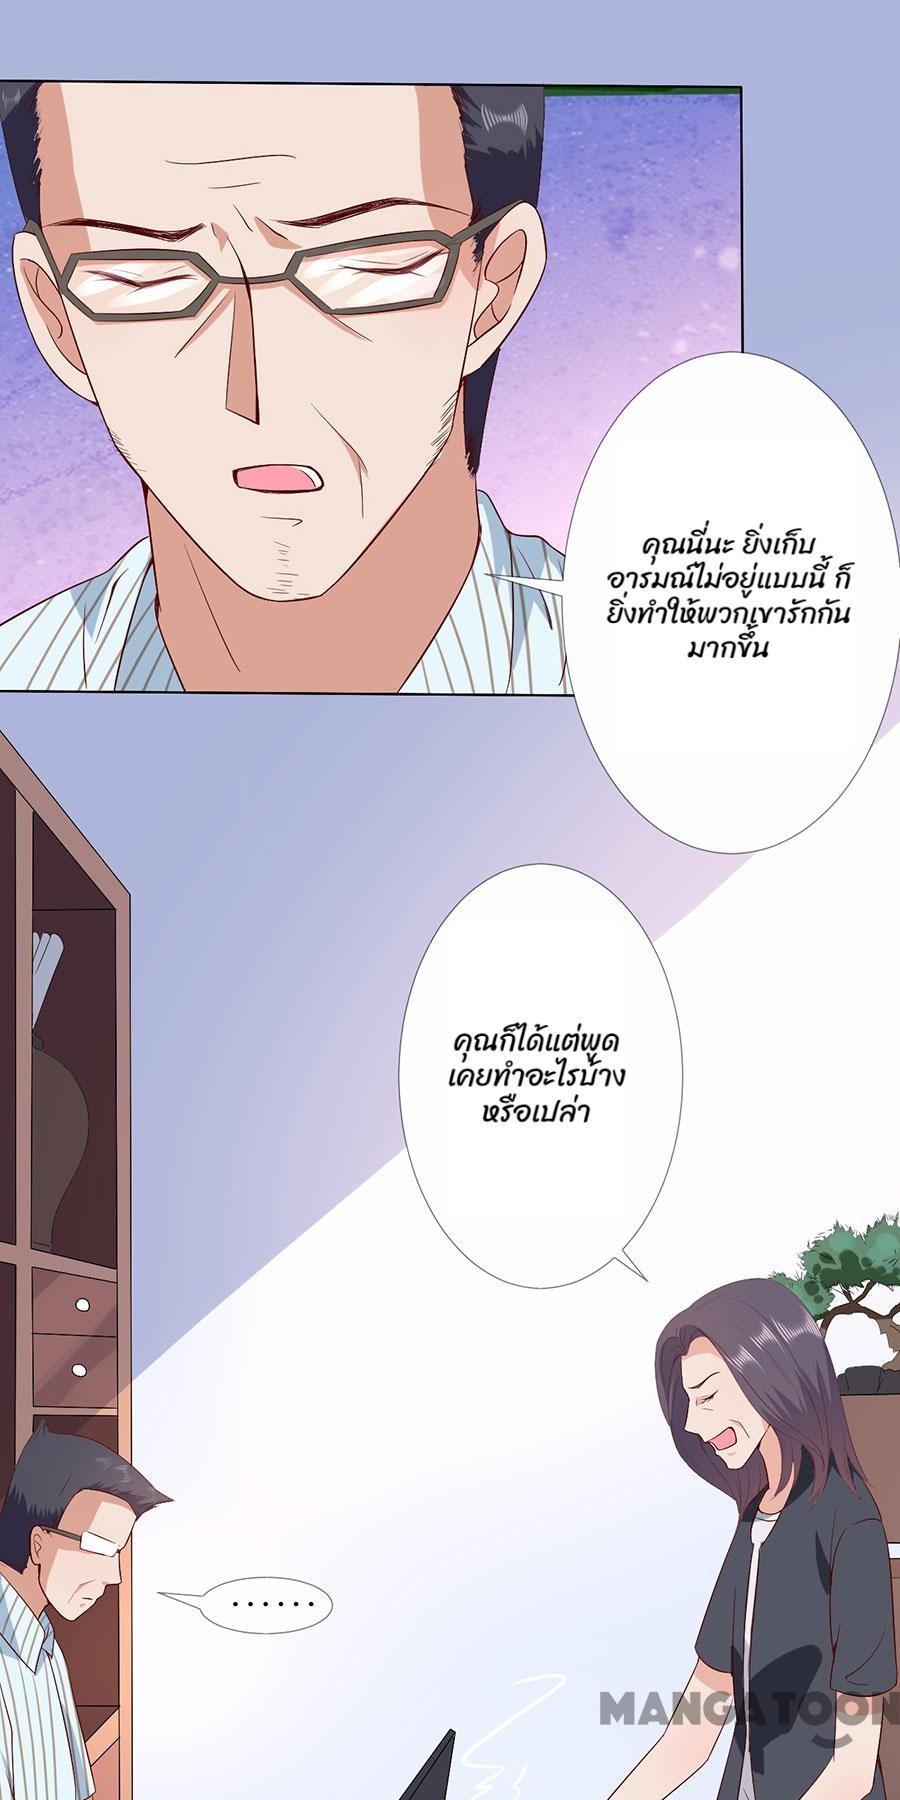 คุณนี่นะ ยิ่งเก็บ
อารมณ์ไม่อยู่แบบนี้ ก็
ยิ่งทำให้พวกเขารักกัน
มากขึ้น
คุณก็ได้แต่พูด
เคยทำอะไรบ้าง
หรือเปล่า
......
MANGATOON